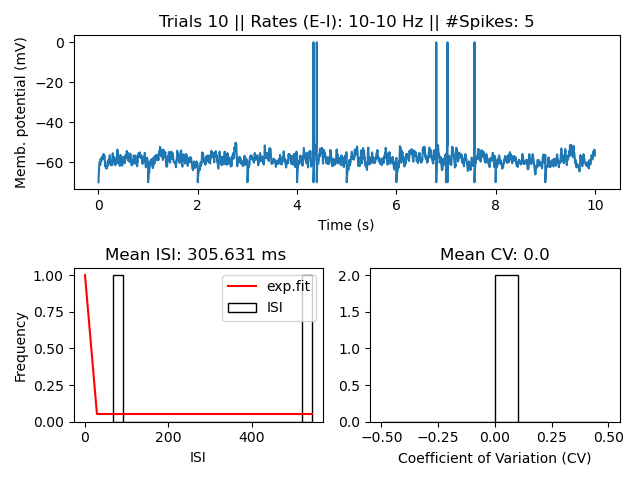 Trials 10 || Rates (E-I): 10-10 Hz || #Spikes: 5
Memb. potential (mV)
0
−20
−40
−60
0
2
4
6
8
10
Time (s)
Mean ISI: 305.631 ms
Frequency
1.00
0.75
0.50
0.25
0.00
exp.fit
ISI
0
200
400
ISI
Mean CV: 0.0
2.0
1.5
1.0
0.5
0.0
−0.50
−0.25
0.00
0.25
0.50
Coefficient of Variation (CV)